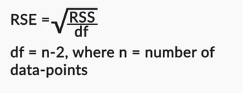 RSE = √RSS/df
df = n-2, where n = number of
data-points